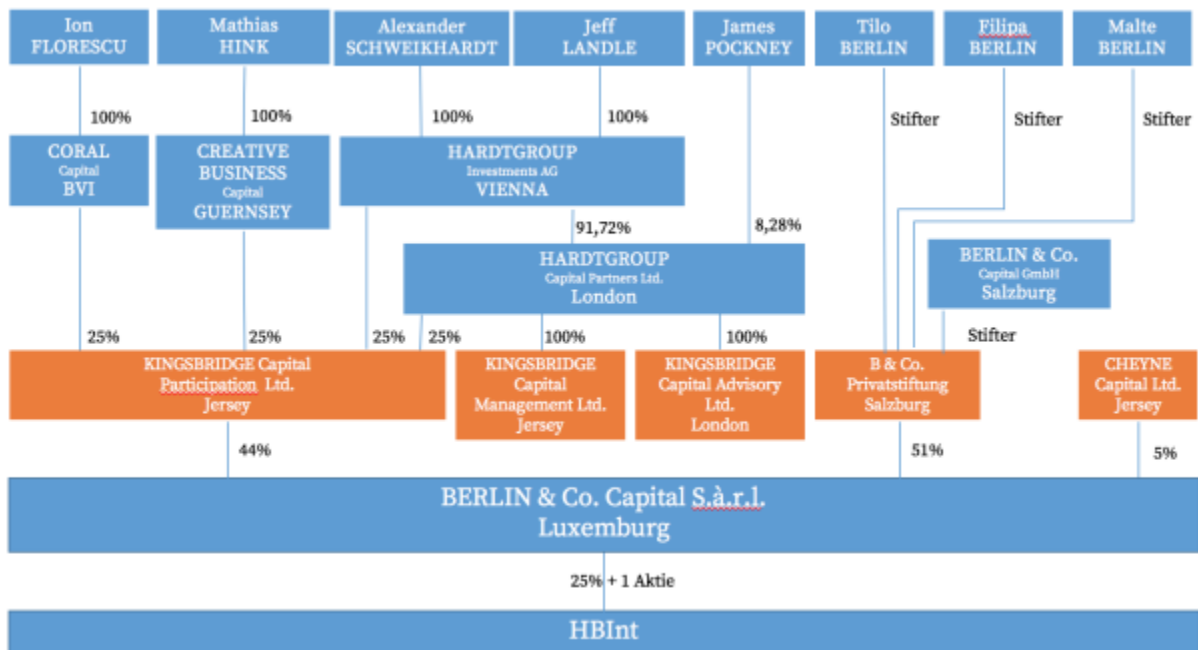 Ion
FLORESCU
Mathias
HINK
Alexander
SCHWEIKHARDT
Jeff
LANDLE
James
POCKNEY
Tilo
BERLIN
Filipa
BERLIN
Malte
BERLIN
100%
100%
100%
100%
Stifter
Stifter
Stifter
CORAL
Capital
BVI
CREATIVE
BUSINESS
Capital
GUERNSEY
HARDTGROUP
Investments AG
VIENNA
91,72%
8,28%
HARDTGROUP
Capital Partners Ltd.
London
BERLIN & Co.
Capital GmbH
Salzburg
25%
25%
25%
25%
100%
100%
Stifter
KINGSBRIDGE Capital
Participation Ltd.
Jersey
KINGSBRIDGE
Capital
Management Ltd.
Jersey
KINGSBRIDGE
Capital Advisory
Ltd.
London
B & Co.
Privatstiftung
Salzburg
CHEYNE
Capital Ltd.
Jersey
44%
51%
5%
BERLIN & Co. Capital S.à.r.l.
Luxemburg
25% + 1 Aktie
HBInt